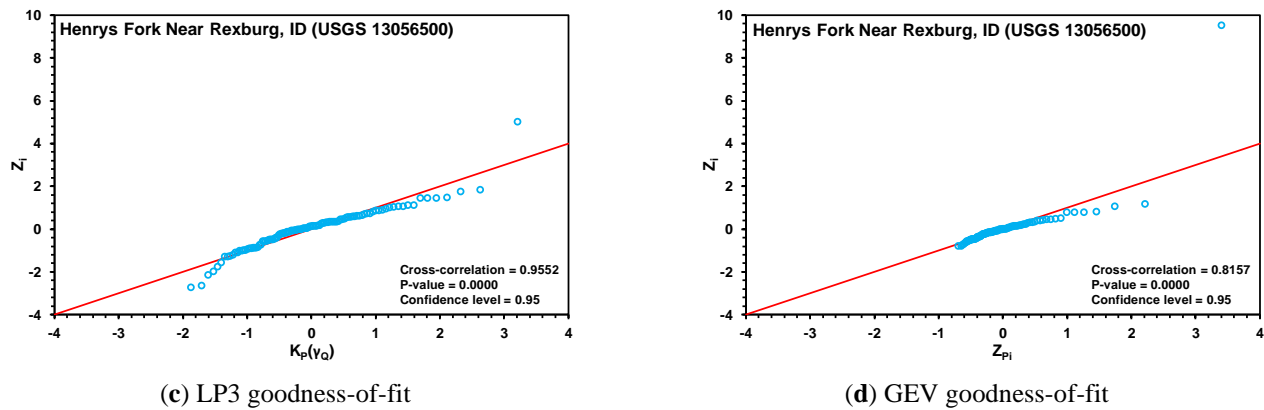 Henrys Fork Near Rexburg, ID (USGS 13056500)
10
8
6
4
2
0
-2
-4
Zi
Cross-correlation = 0.9552
P-value = 0.0000
Confidence level = 0.95
-4 -3 -2 -1 0 1 2 3 4
KP(γQ)
(c) LP3 goodness-of-fit
Henrys Fork Near Rexburg, ID (USGS 13056500)
10
8
6
4
2
0
-2
-4
Zi
Cross-correlation = 0.8157
P-value = 0.0000
Confidence level = 0.95
-4 -3 -2 -1 0 1 2 3 4
ZPi
(d) GEV goodness-of-fit